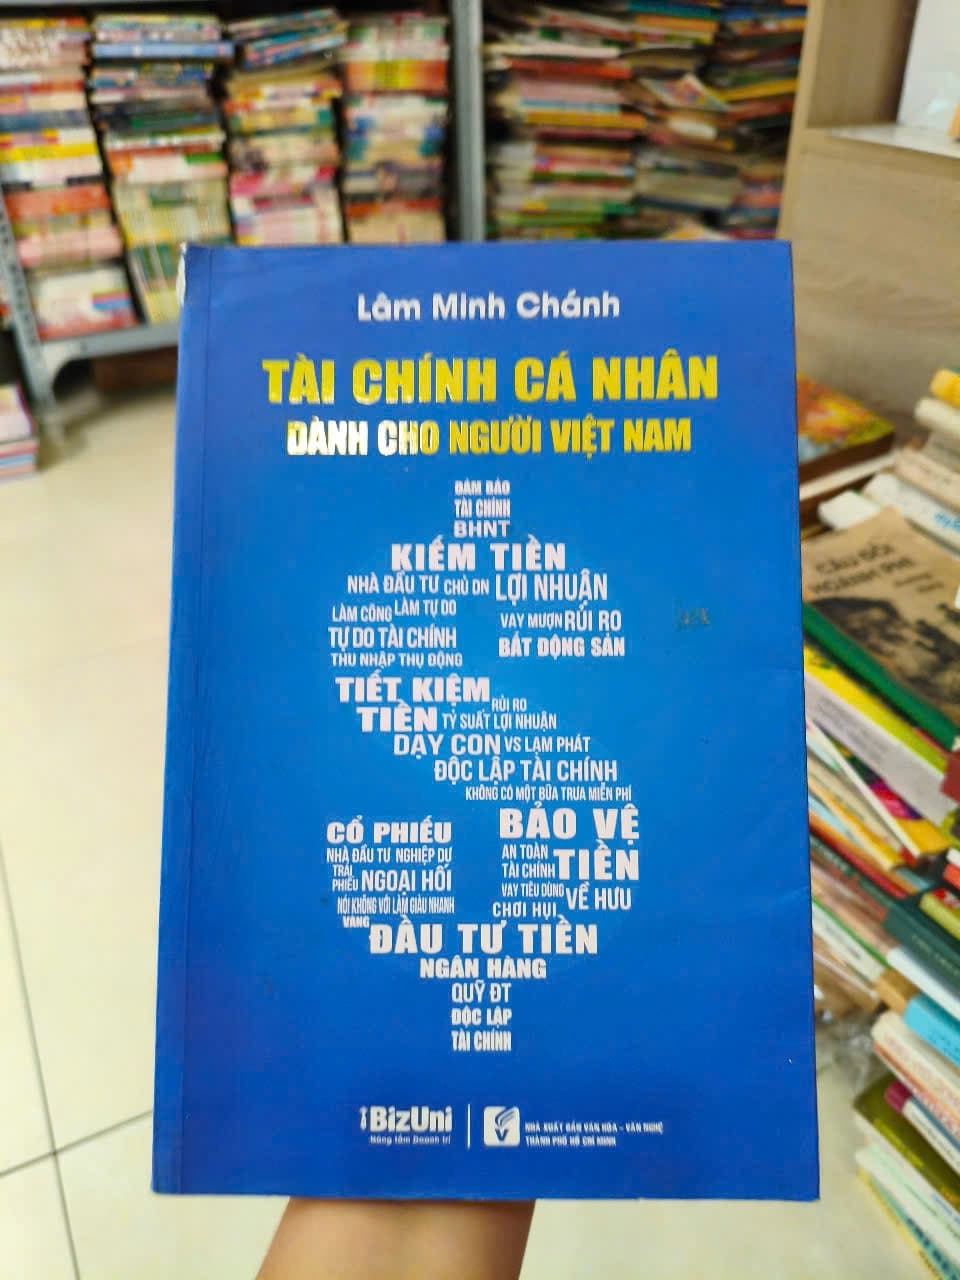 Lâm Minh Chánh
TÀI CHÍNH CÁ NHÂN
DÀNH CHO NGƯỜI VIỆT NAM
ĐẢM BẢO
TÀI CHÍNH
BHNT
KIẾM TIỀN
NHÀ ĐẦU TƯ CHỦ DN LỢI NHUẬN
LÀM CÔNG LÀM TỰ DO
VAY MƯỢN RỦI RO
TỰ DO TÀI CHÍNH
BẤT ĐỘNG SẢN
THU NHẬP THỤ ĐỘNG
TIẾT KIỆM
RỦI RO
TIỀN TỶ SUẤT LỢI NHUẬN
DẠY CON VS LẠM PHÁT
ĐỘC LẬP TÀI CHÍNH
KHÔNG CÓ MỘT BỮA TRƯA MIỄN PHÍ
CỔ PHIẾU
NHÀ ĐẦU TƯ NGHIỆP DƯ
TRÁI
PHIẾU NGOẠI HỐI
NÓI KHÔNG VỚI LÀM GIÀU NHANH
VÀNG
BẢO VỆ
AN TOÀN
TÀI CHÍNH TIỀN
VAY TIÊU DÙNG VỀ HƯU
CHƠI HỤI
ĐẦU TƯ TIỀN
NGÂN HÀNG
QUỸ ĐT
ĐỘC LẬP
TÀI CHÍNH
BizUni
Nâng tầm Doanh trí
NHÀ XUẤT BẢN VĂN HÓA - VĂN NGHỆ
THÀNH PHỐ HỒ CHÍ MINH